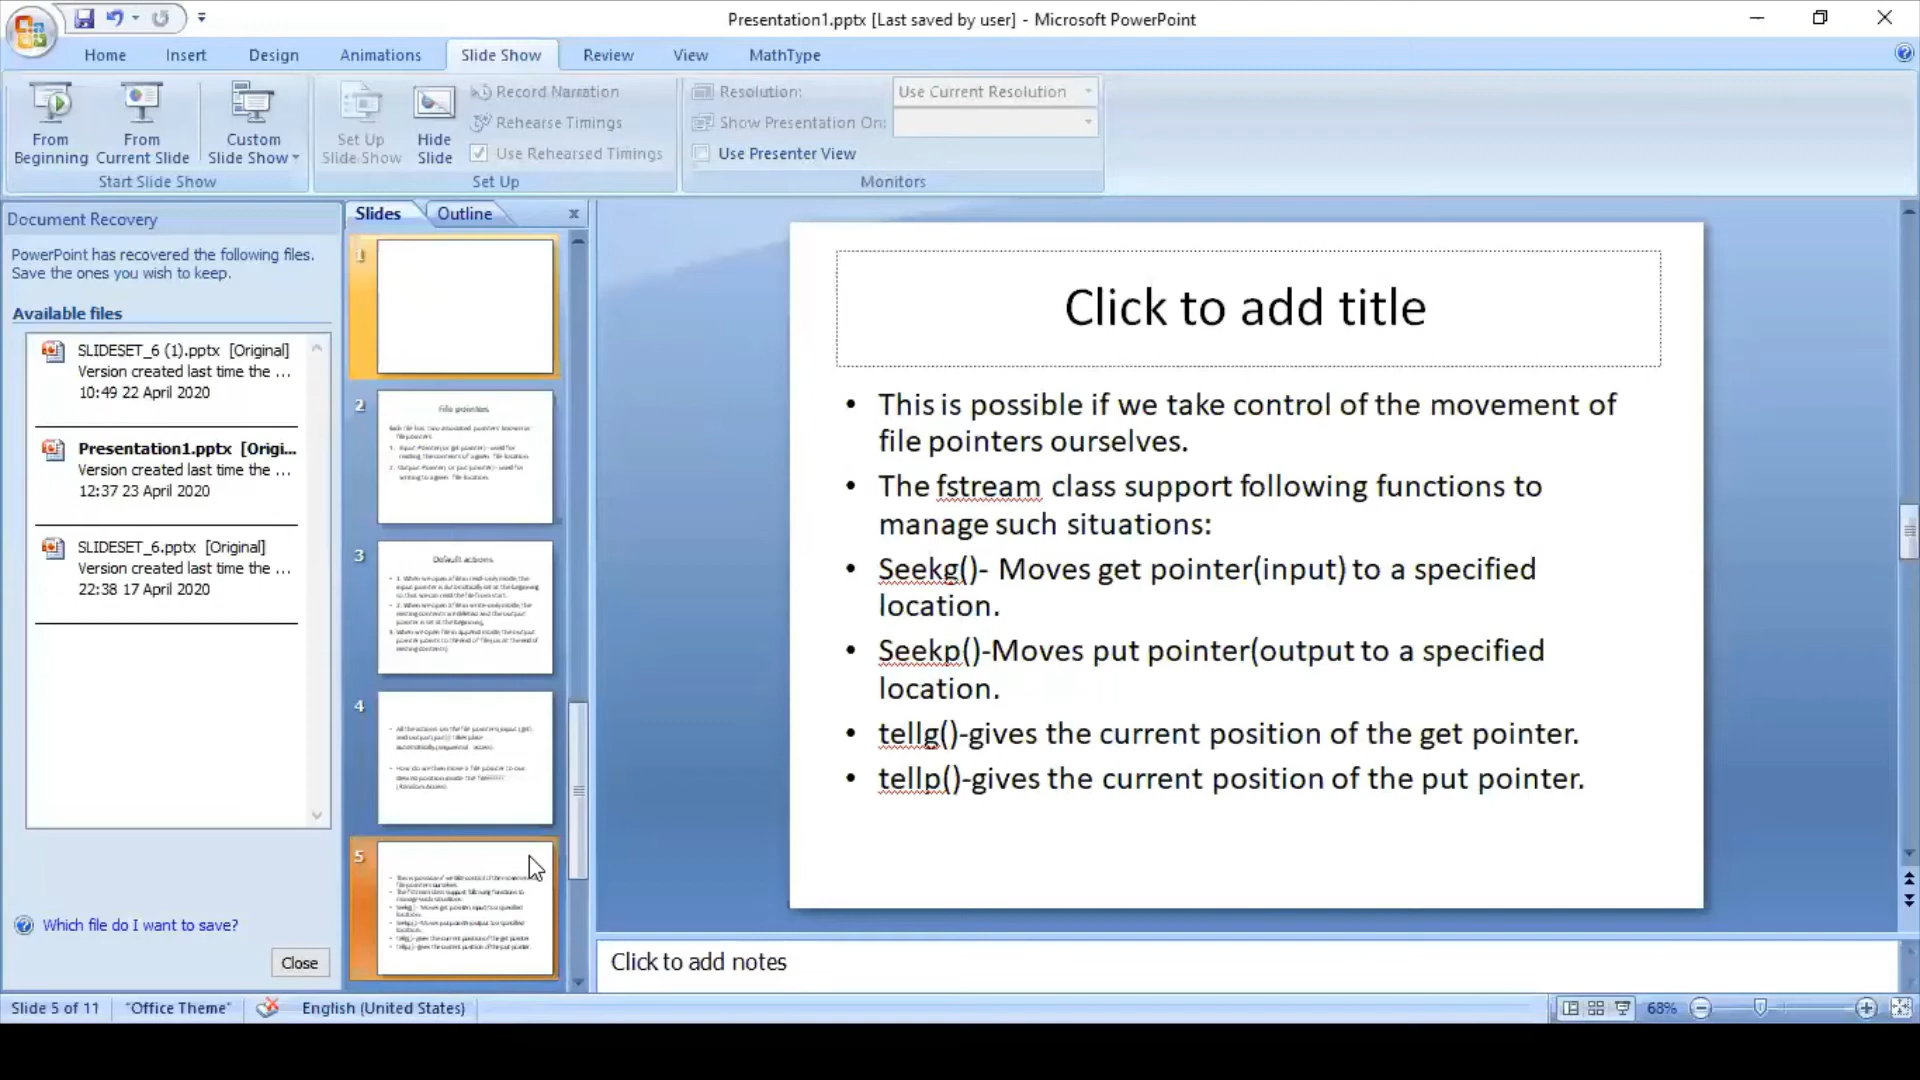 Presentation1.pptx [Last saved by user] - Microsoft PowerPoint
Home Insert Design Animations Slide Show Review View MathType
From Beginning
From Current Slide
Custom Slide Show
Start Slide Show
Set Up Slide Show
Hide Slide
Record Narration
Rehearse Timings
Use Rehearsed Timings
Set Up
Resolution: Use Current Resolution
Show Presentation On:
Use Presenter View
Monitors
Document Recovery
PowerPoint has recovered the following files.
Save the ones you wish to keep.
Available files
SLIDESET_6 (1).pptx [Original]
Version created last time the ...
10:49 22 April 2020
Presentation1.pptx [Origi...
Version created last time the ...
12:37 23 April 2020
SLIDESET_6.pptx [Original]
Version created last time the ...
22:38 17 April 2020
Which file do I want to save?
Close
Slides Outline
1
2
File pointers
3
Default actions
4
5
Click to add title
• This is possible if we take control of the movement of
file pointers ourselves.
• The fstream class support following functions to
manage such situations:
• Seekg()- Moves get pointer(input) to a specified
location.
• Seekp()-Moves put pointer(output to a specified
location.
• tellg()-gives the current position of the get pointer.
• tellp()-gives the current position of the put pointer.
Click to add notes
Slide 5 of 11 "Office Theme" English (United States) 68%